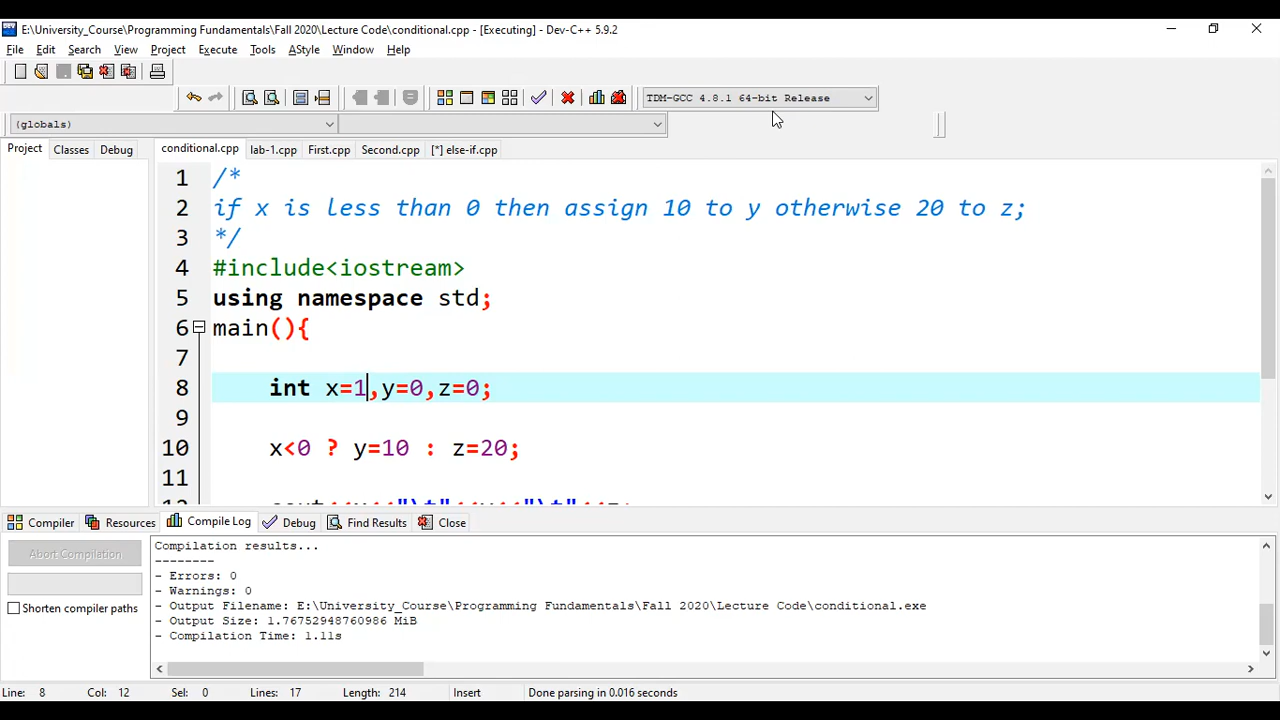 E:\University_Course\Programming Fundamentals\Fall 2020\Lecture Code\conditional.cpp - [Executing] - Dev-C++ 5.9.2
File Edit Search View Project Execute Tools AStyle Window Help
TDM-GCC 4.8.1 64-bit Release
(globals)
Project Classes Debug conditional.cpp lab-1.cpp First.cpp Second.cpp [*] else-if.cpp
1 /*
2 if x is less than 0 then assign 10 to y otherwise 20 to z;
3 */
4 #include<iostream>
5 using namespace std;
6 main(){
7
8 int x=1,y=0,z=0;
9
10 x<0 ? y=10 : z=20;
11
Compiler Resources Compile Log Debug Find Results Close
Abort Compilation
Shorten compiler paths
Compilation results...
--------
- Errors: 0
- Warnings: 0
- Output Filename: E:\University_Course\Programming Fundamentals\Fall 2020\Lecture Code\conditional.exe
- Output Size: 1.76752948760986 MiB
- Compilation Time: 1.11s
Line: 8 Col: 12 Sel: 0 Lines: 17 Length: 214 Insert Done parsing in 0.016 seconds